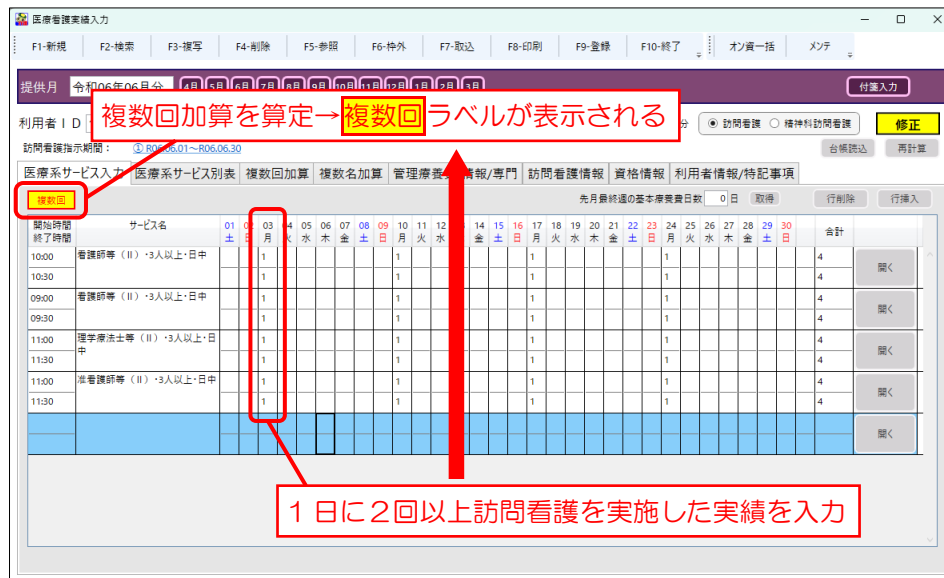 医療看護実績入力
F1-新規 F2-検索 F3-複写 F4-削除 F5-参照 F6-枠外 F7-取込 F8-印刷 F9-登録 F10-終了 オン資一括 メンテ
提供月 令和06年06月分 4月 5月 6月 7月 8月 9月 10月 11月 12月 1月 2月 3月 付箋入力
複数回加算を算定→複数回ラベルが表示される
利用者ID 分 訪問看護 精神科訪問看護 修正
訪問看護指示期間: ① R06.06.01~R06.06.30 台帳読込 再計算
医療系サービス入力 医療系サービス別表 複数回加算 複数名加算 管理療養費情報/専門 訪問看護情報 資格情報 利用者情報/特記事項
複数回 先月最終週の基本療養費日数 0 日 取得 行削除 行挿入
開始時間 サービス名 01 02 03 04 05 06 07 08 09 10 11 12 14 15 16 17 18 19 20 21 22 23 24 25 26 27 28 29 30 合計
終了時間 土 日 月 火 水 木 金 土 日 月 火 水 金 土 日 月 火 水 木 金 土 日 月 火 水 木 金 土 日
10:00 看護師等(II)・3人以上・日中 1 1 1 1 4 開く
10:30 1 1 1 1 4
09:00 看護師等(II)・3人以上・日中 1 1 1 1 4 開く
09:30 1 1 1 1 4
11:00 理学療法士等(II)・3人以上・日中 1 1 1 1 4 開く
11:30 1 1 1 1 4
11:00 准看護師等(II)・3人以上・日中 1 1 1 1 4 開く
11:30 1 1 1 1 4
開く
1日に2回以上訪問看護を実施した実績を入力